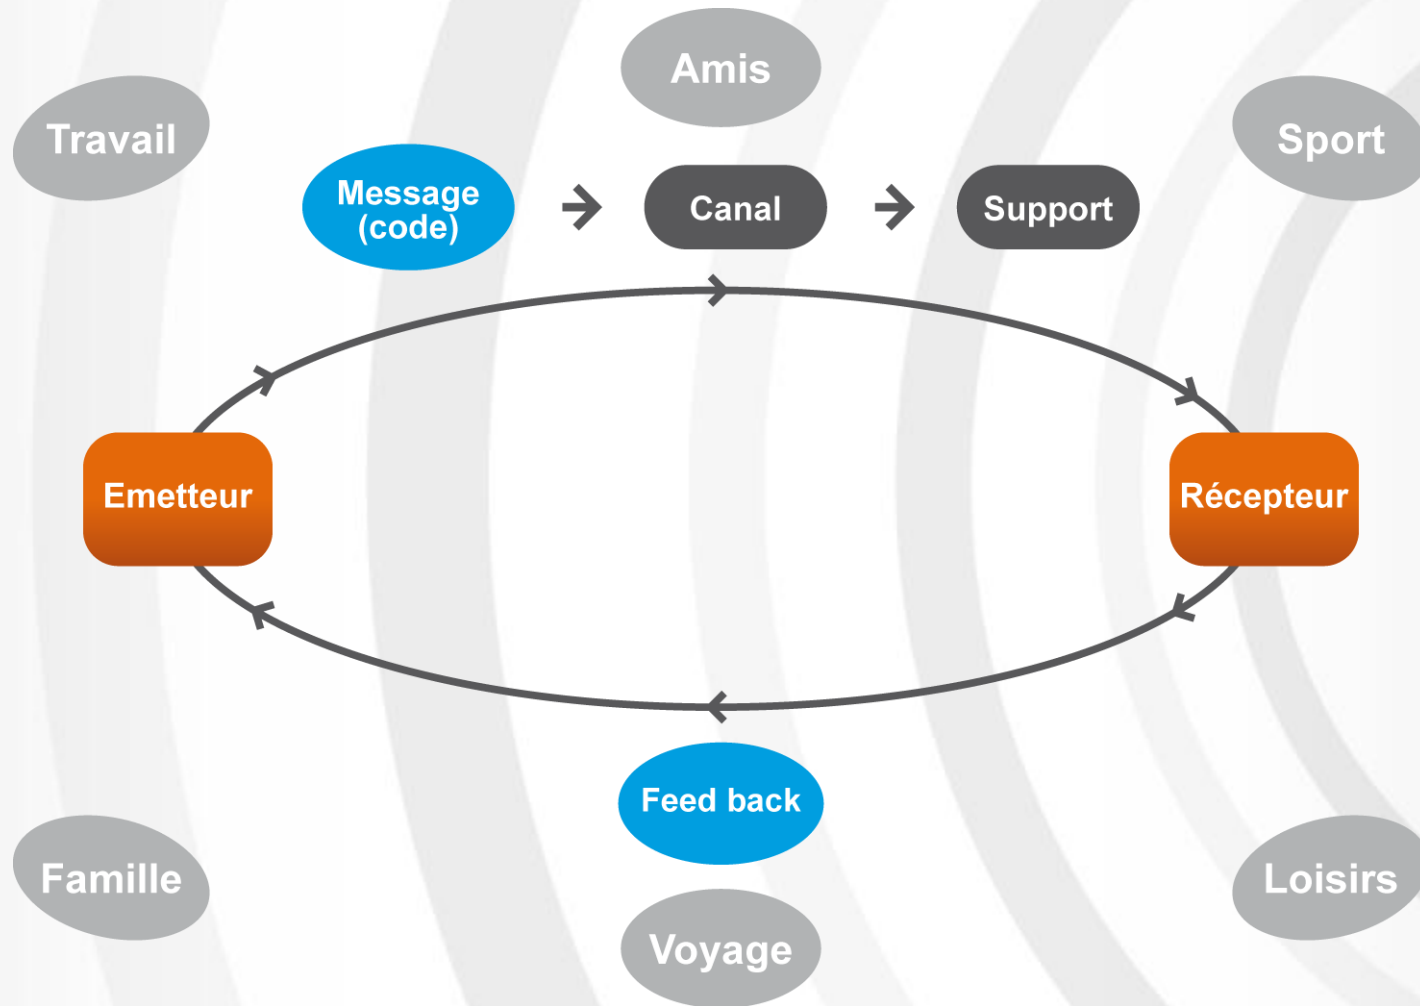 Amis
Travail
Sport
Message
(code)
Canal
Support
Emetteur
Récepteur
Feed back
Famille
Loisirs
Voyage